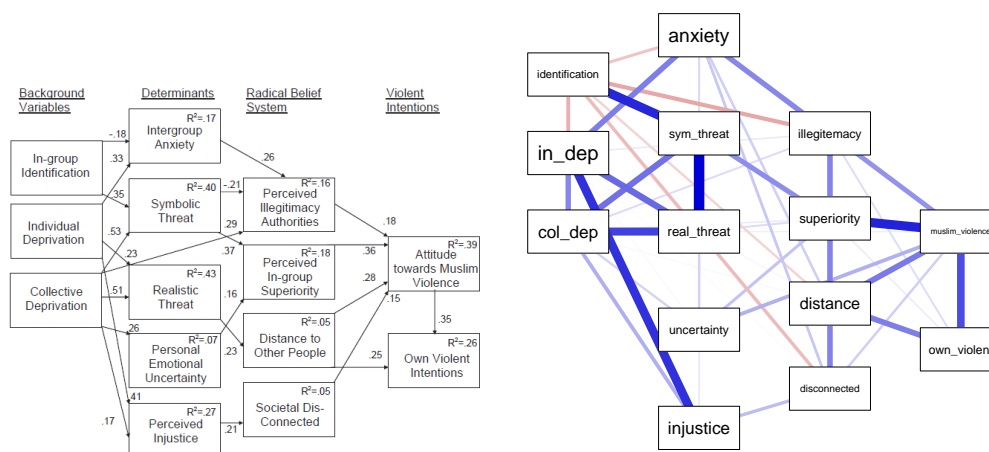 Background
Variables
Determinants
Radical Belief
System
Violent
Intentions
In-group
Identification
Individual
Deprivation
Collective
Deprivation
R²=.17
Intergroup
Anxiety
R²=.40
Symbolic
Threat
R²=.43
Realistic
Threat
R²=.07
Personal
Emotional
Uncertainty
R²=.27
Perceived
Injustice
R²=.16
Perceived
Illegitimacy
Authorities
R²=.18
Perceived
In-group
Superiority
R²=.05
Distance to
Other People
R²=.05
Societal Dis-
Connected
R²=.39
Attitude
towards Muslim
Violence
R²=.26
Own Violent
Intentions
-.18
.33
.35
.53
.23
.51
.26
.41
.17
.26
-.21
.29
.37
.16
.23
.21
.18
.36
.28
.15
.35
.25
anxiety
identification
sym_threat
illegitemacy
in_dep
col_dep
real_threat
superiority
muslim_violence
distance
uncertainty
own_violent
disconnected
injustice